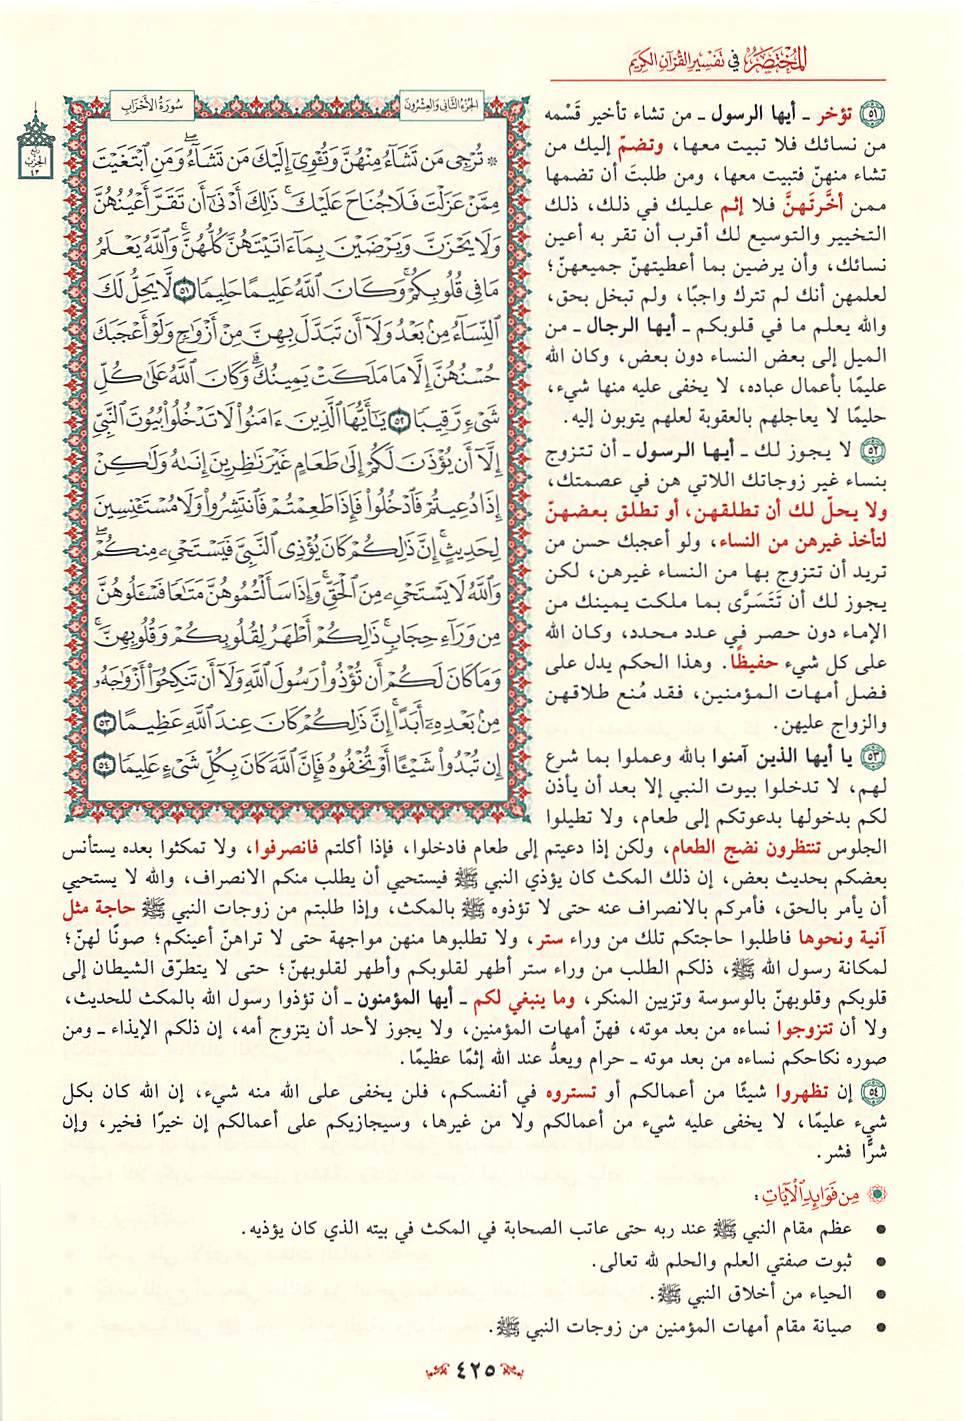 المختصر في تفسير القرآن الكريم
الجزء الثاني والعشرون
سورة الأحزاب
ربع
الحزب
٤٣
* تُرْجِى مَن تَشَآءُ مِنْهُنَّ وَتُـْٔوِىٓ إِلَيْكَ مَن تَشَآءُۖ وَمَنِ ٱبْتَغَيْتَ
مِمَّنْ عَزَلْتَ فَلَا جُنَاحَ عَلَيْكَۚ ذَٰلِكَ أَدْنَىٰٓ أَن تَقَرَّ أَعْيُنُهُنَّ
وَلَا يَحْزَنَّ وَيَرْضَيْنَ بِمَآ ءَاتَيْتَهُنَّ كُلُّهُنَّۚ وَٱللَّهُ يَعْلَمُ
مَا فِى قُلُوبِكُمْۚ وَكَانَ ٱللَّهُ عَلِيمًا حَلِيمًا ٥١ لَّا يَحِلُّ لَكَ
ٱلنِّسَآءُ مِنۢ بَعْدُ وَلَآ أَن تَبَدَّلَ بِهِنَّ مِنْ أَزْوَٰجٍ وَلَوْ أَعْجَبَكَ
حُسْنُهُنَّ إِلَّا مَا مَلَكَتْ يَمِينُكَۗ وَكَانَ ٱللَّهُ عَلَىٰ كُلِّ
شَىْءٍ رَّقِيبًا ٥٢ يَٰٓأَيُّهَا ٱلَّذِينَ ءَامَنُوا۟ لَا تَدْخُلُوا۟ بُيُوتَ ٱلنَّبِىِّ
إِلَّآ أَن يُؤْذَنَ لَكُمْ إِلَىٰ طَعَامٍ غَيْرَ نَٰظِرِينَ إِنَىٰهُ وَلَٰكِنْ
إِذَا دُعِيتُمْ فَٱدْخُلُوا۟ فَإِذَا طَعِمْتُمْ فَٱنتَشِرُوا۟ وَلَا مُسْتَـْٔنِسِينَ
لِحَدِيثٍۚ إِنَّ ذَٰلِكُمْ كَانَ يُؤْذِى ٱلنَّبِىَّ فَيَسْتَحْىِۦ مِنكُمْۖ
وَٱللَّهُ لَا يَسْتَحْىِۦ مِنَ ٱلْحَقِّۚ وَإِذَا سَأَلْتُمُوهُنَّ مَتَٰعًا فَسْـَٔلُوهُنَّ
مِن وَرَآءِ حِجَابٍۚ ذَٰلِكُمْ أَطْهَرُ لِقُلُوبِكُمْ وَقُلُوبِهِنَّۚ
وَمَا كَانَ لَكُمْ أَن تُؤْذُوا۟ رَسُولَ ٱللَّهِ وَلَآ أَن تَنكِحُوٓا۟ أَزْوَٰجَهُۥ
مِنۢ بَعْدِهِۦٓ أَبَدًاۚ إِنَّ ذَٰلِكُمْ كَانَ عِندَ ٱللَّهِ عَظِيمًا ٥٣
إِن تُبْدُوا۟ شَيْـًٔا أَوْ تُخْفُوهُ فَإِنَّ ٱللَّهَ كَانَ بِكُلِّ شَىْءٍ عَلِيمًا ٥٤
٥١ تؤخر ـ أيها الرسول ـ من تشاء تأخير قَسْمه
من نسائك فلا تبيت معها، وتضمّ إليك من
تشاء منهنّ فتبيت معها، ومن طلبتَ أن تضمها
ممن أخَّرتَهنَّ فلا إثم عليك في ذلك، ذلك
التخيير والتوسيع لك أقرب أن تقر به أعين
نسائك، وأن يرضين بما أعطيتهنّ جميعهنّ؛
لعلمهن أنك لم تترك واجبًا، ولم تبخل بحق،
والله يعلم ما في قلوبكم ـ أيها الرجال ـ من
الميل إلى بعض النساء دون بعض، وكان الله
عليمًا بأعمال عباده، لا يخفى عليه منها شيء،
حليمًا لا يعاجلهم بالعقوبة لعلهم يتوبون إليه.
٥٢ لا يجوز لك ـ أيها الرسول ـ أن تتزوج
بنساء غير زوجاتك اللاتي هن في عصمتك،
ولا يحلّ لك أن تطلقهن، أو تطلق بعضهنّ
لتأخذ غيرهن من النساء، ولو أعجبك حسن من
تريد أن تتزوج بها من النساء غيرهن، لكن
يجوز لك أن تَتَسَرَّى بما ملكت يمينك من
الإماء دون حصر في عدد محدد، وكان الله
على كل شيء حفيظًا. وهذا الحكم يدل على
فضل أمهات المؤمنين، فقد مُنع طلاقهن
والزواج عليهن.
٥٣ يا أيها الذين آمنوا بالله وعملوا بما شرع
لهم، لا تدخلوا بيوت النبي إلا بعد أن يأذن
لكم بدخولها بدعوتكم إلى طعام، ولا تطيلوا
الجلوس تنتظرون نضج الطعام، ولكن إذا دعيتم إلى طعام فادخلوا، فإذا أكلتم فانصرفوا، ولا تمكثوا بعده يستأنس
بعضكم بحديث بعض، إن ذلك المكث كان يؤذي النبي ﷺ فيستحيي أن يطلب منكم الانصراف، والله لا يستحيي
أن يأمر بالحق، فأمركم بالانصراف عنه حتى لا تؤذوه ﷺ بالمكث، وإذا طلبتم من زوجات النبي ﷺ حاجة مثل
آنية ونحوها فاطلبوا حاجتكم تلك من وراء ستر، ولا تطلبوها منهن مواجهة حتى لا تراهنّ أعينكم؛ صونًا لهنّ؛
لمكانة رسول الله ﷺ، ذلكم الطلب من وراء ستر أطهر لقلوبكم وأطهر لقلوبهنّ؛ حتى لا يتطرّق الشيطان إلى
قلوبكم وقلوبهنّ بالوسوسة وتزيين المنكر، وما ينبغي لكم ـ أيها المؤمنون ـ أن تؤذوا رسول الله بالمكث للحديث،
ولا أن تتزوجوا نساءه من بعد موته، فهنّ أمهات المؤمنين، ولا يجوز لأحد أن يتزوج أمه، إن ذلكم الإيذاء ـ ومن
صوره نكاحكم نساءه من بعد موته ـ حرام ويعدُّ عند الله إثمًا عظيمًا.
٥٤ إن تظهروا شيئًا من أعمالكم أو تستروه في أنفسكم، فلن يخفى على الله منه شيء، إن الله كان بكل
شيء عليمًا، لا يخفى عليه شيء من أعمالكم ولا من غيرها، وسيجازيكم على أعمالكم إن خيرًا فخير، وإن
شرًّا فشر.
من فوائد الآيات:
• عظم مقام النبي ﷺ عند ربه حتى عاتب الصحابة في المكث في بيته الذي كان يؤذيه.
• ثبوت صفتي العلم والحلم لله تعالى.
• الحياء من أخلاق النبي ﷺ.
• صيانة مقام أمهات المؤمنين من زوجات النبي ﷺ.
٤٢٥